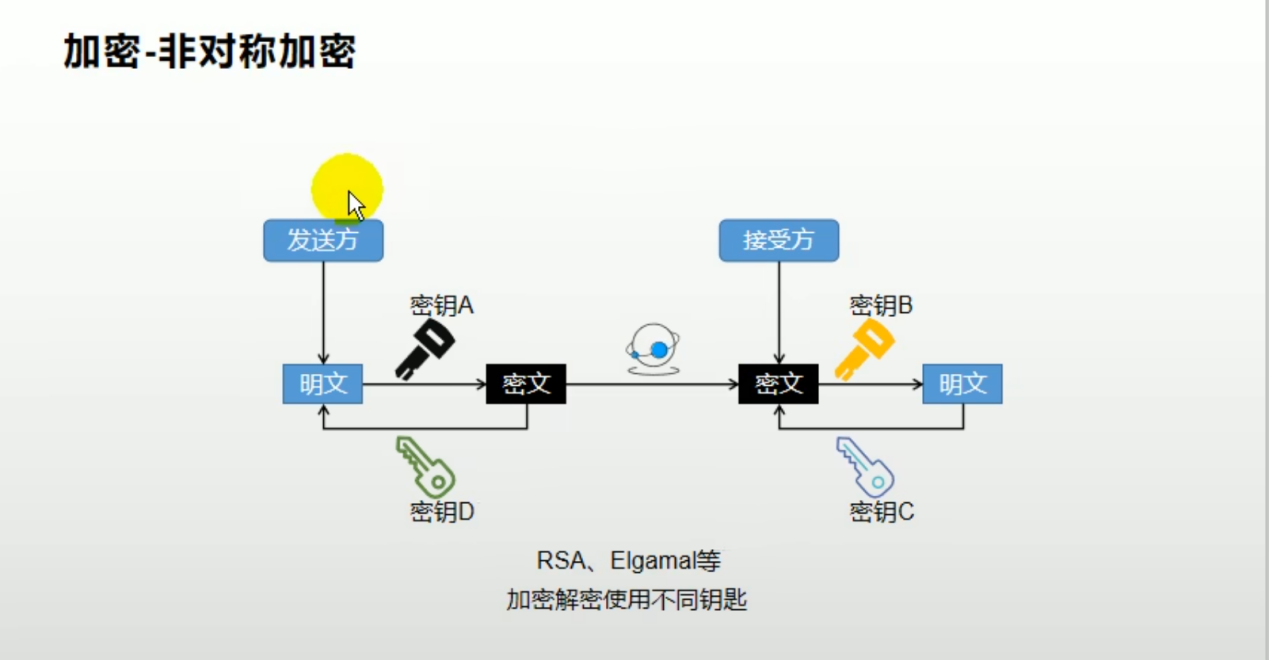 加密-非对称加密
发送方
接受方
密钥A
密钥B
明文
密文
密文
明文
密钥D
密钥C
RSA、Elgamal等
加密解密使用不同钥匙